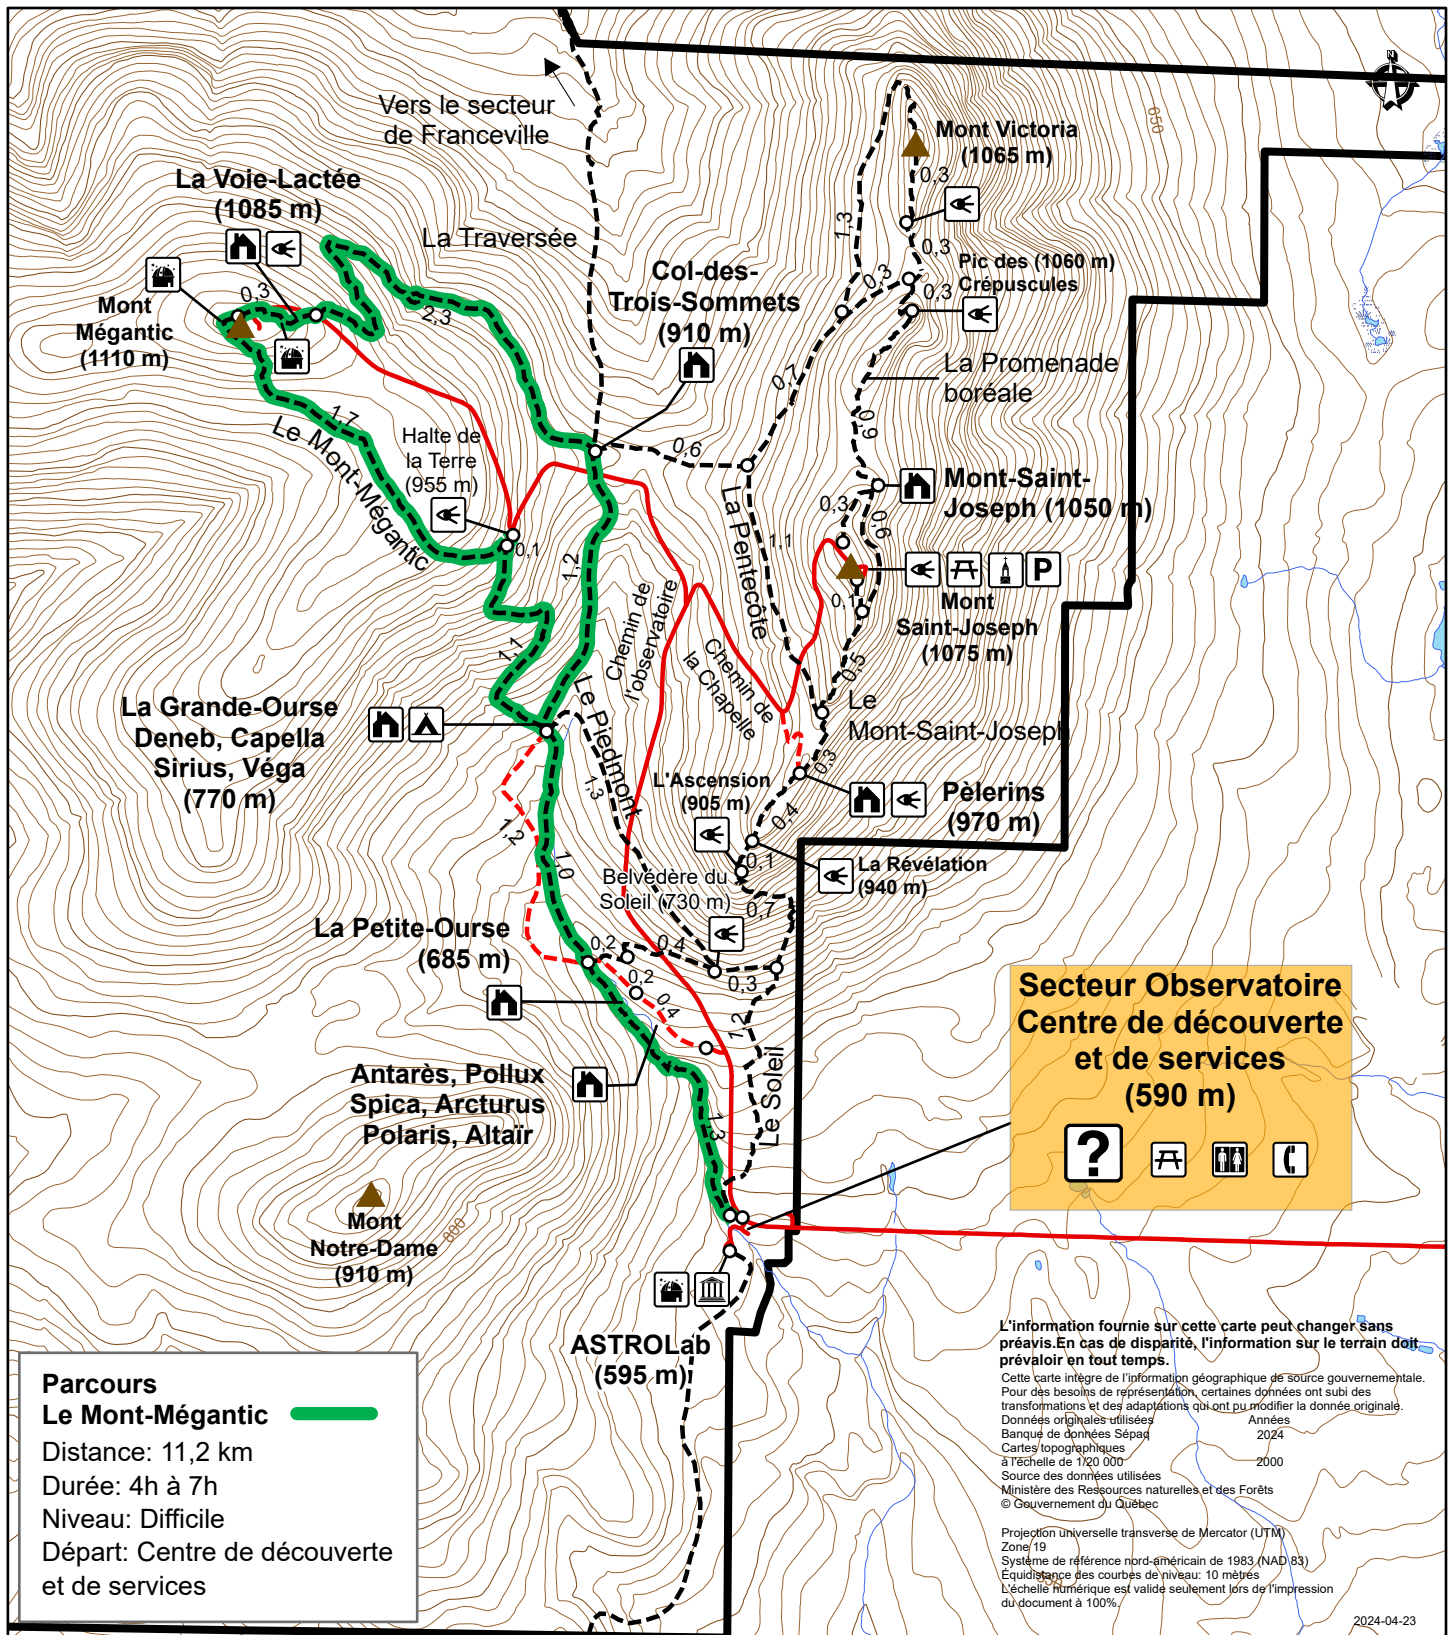 N
Vers le secteur
de Franceville
650
Mont Victoria
(1065 m)
0,3
La Voie-Lactée
(1085 m)
La Traversée
1,3
0,3
Pic des (1060 m)
Crépuscules
0,3
0,3
Col-des-
Trois-Sommets
(910 m)
0,3
2,3
Mont
Mégantic
(1110 m)
La Promenade
boréale
0,7
0,9
1,7
Le Mont-Mégantic
Halte de
la Terre
(955 m)
0,6
Mont-Saint-
Joseph (1050 m)
La Pentecôte
0,3
0,6
0,1
1,1
1,2
P
0,1
Mont
Saint-Joseph
(1075 m)
Chemin de
l'observatoire
Chemin de
la Chapelle
1,1
0,5
Le Piedmont
Le
Mont-Saint-Joseph
La Grande-Ourse
Deneb, Capella
Sirius, Véga
(770 m)
0,3
1,3
L'Ascension
(905 m)
Pèlerins
(970 m)
0,4
1,2
1,0
0,1
La Révélation
(940 m)
Belvédère du
Soleil (730 m)
0,7
La Petite-Ourse
(685 m)
0,2
0,4
0,2
0,3
0,4
1,2
Secteur Observatoire
Centre de découverte
et de services
(590 m)
?
Le Soleil
Antarès, Pollux
Spica, Arcturus
Polaris, Altaïr
1,3
Mont
Notre-Dame
(910 m)
800
ASTROLab
(595 m)
Parcours
Le Mont-Mégantic
Distance: 11,2 km
Durée: 4h à 7h
Niveau: Difficile
Départ: Centre de découverte
et de services
L'information fournie sur cette carte peut changer sans
préavis.En cas de disparité, l'information sur le terrain doit
prévaloir en tout temps.
Cette carte intègre de l'information géographique de source gouvernementale.
Pour des besoins de représentation, certaines données ont subi des
transformations et des adaptations qui ont pu modifier la donnée originale.
Données originales utilisées Années
Banque de données Sépaq 2024
Cartes topographiques
à l'échelle de 1/20 000 2000
Source des données utilisées
Ministère des Ressources naturelles et des Forêts
© Gouvernement du Québec
Projection universelle transverse de Mercator (UTM)
Zone 19
Système de référence nord-américain de 1983 (NAD 83)
Équidistance des courbes de niveau: 10 mètres
L'échelle numérique est valide seulement lors de l'impression
du document à 100%.
550
2024-04-23